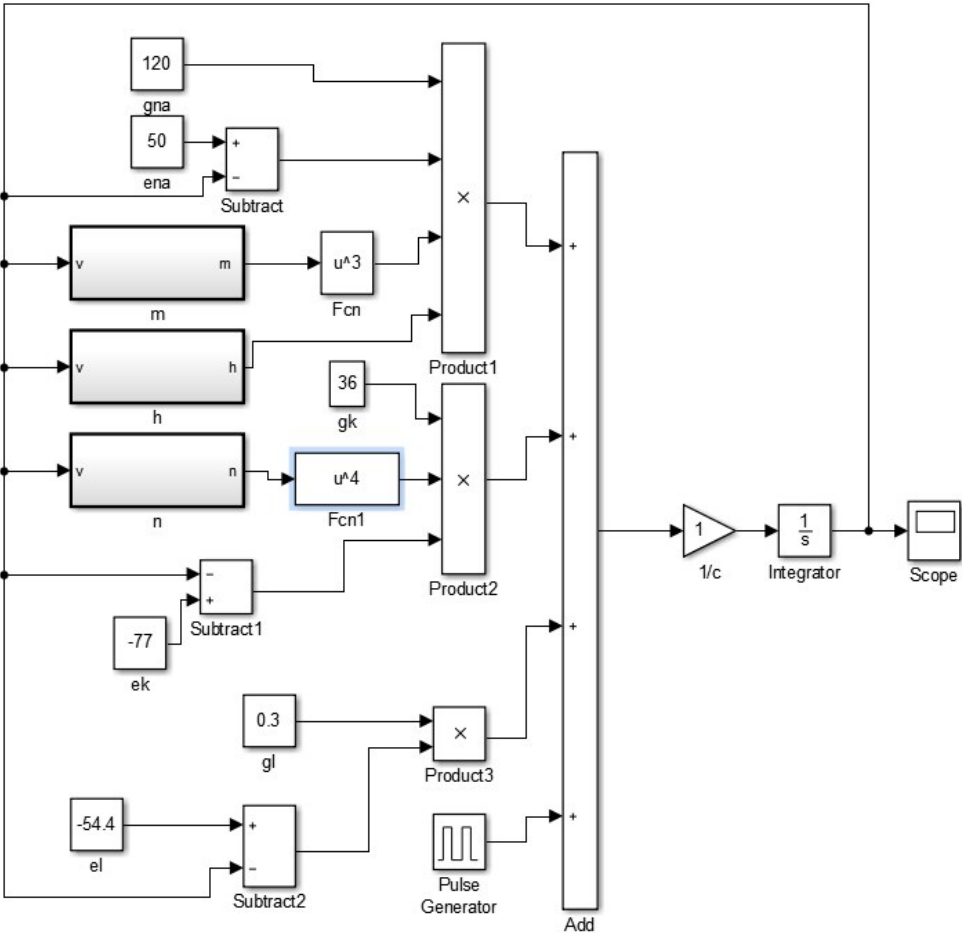 120
gna
50
ena
+
−
Subtract
v
m
m
u^3
Fcn
v
h
h
×
Product1
36
gk
v
n
n
u^4
Fcn1
×
Product2
−
+
Subtract1
-77
ek
0.3
gl
×
Product3
-54.4
el
+
−
Subtract2
Pulse
Generator
+
+
+
+
Add
1
1/c
1
s
Integrator
Scope